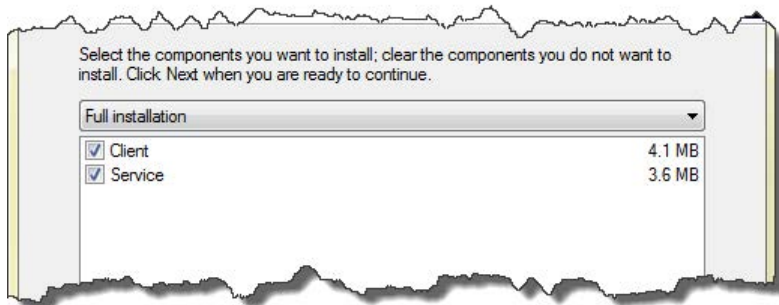 Select the components you want to install; clear the components you do not want to
install. Click Next when you are ready to continue.
Full installation
Client 4.1 MB
Service 3.6 MB